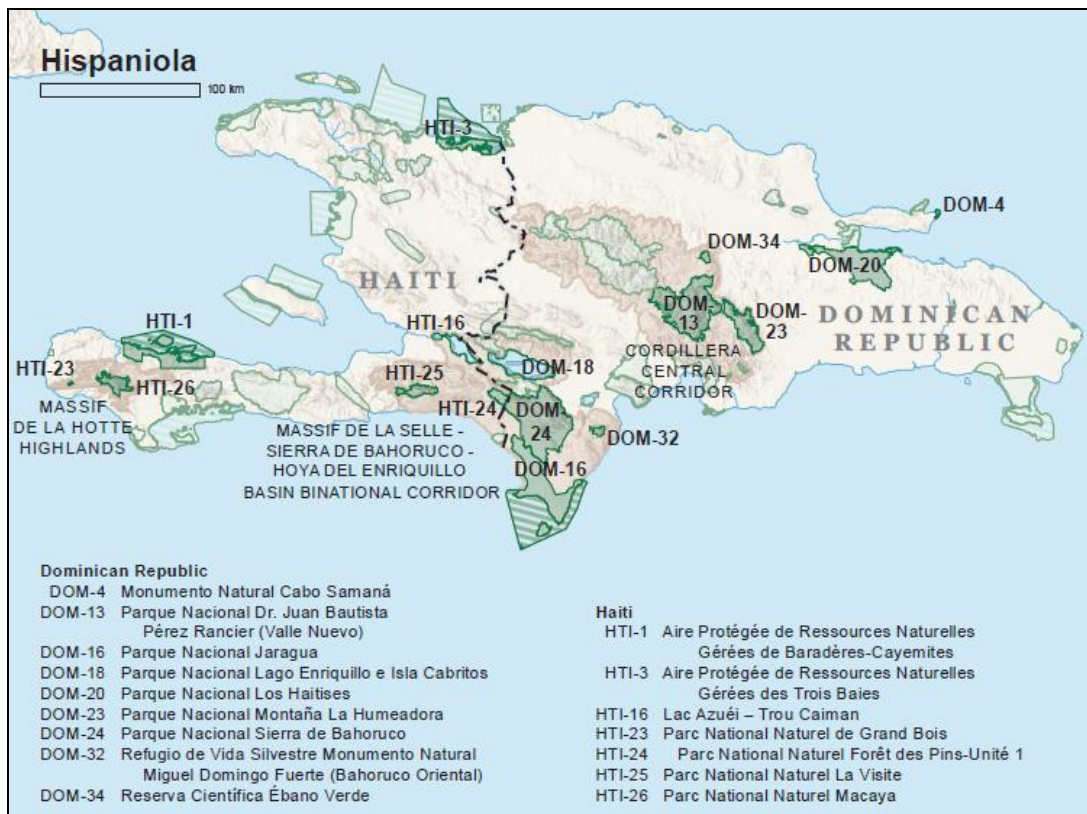 Hispaniola
100 km
HTI-3
DOM-4
DOM-34
DOM-20
HAITI
DOM-
13
DOM-
23
DOMINICAN
REPUBLIC
HTI-1
HTI-16
CORDILLERA
CENTRAL
CORRIDOR
HTI-23
HTI-26
HTI-25
DOM-18
HTI-24
DOM-
24
DOM-32
DOM-16
MASSIF
DE LA HOTTE
HIGHLANDS
MASSIF DE LA SELLE -
SIERRA DE BAHORUCO -
HOYA DEL ENRIQUILLO
BASIN BINATIONAL CORRIDOR
Dominican Republic
DOM-4 Monumento Natural Cabo Samaná
DOM-13 Parque Nacional Dr. Juan Bautista
Pérez Rancier (Valle Nuevo)
DOM-16 Parque Nacional Jaragua
DOM-18 Parque Nacional Lago Enriquillo e Isla Cabritos
DOM-20 Parque Nacional Los Haitises
DOM-23 Parque Nacional Montaña La Humeadora
DOM-24 Parque Nacional Sierra de Bahoruco
DOM-32 Refugio de Vida Silvestre Monumento Natural
Miguel Domingo Fuerte (Bahoruco Oriental)
DOM-34 Reserva Científica Ébano Verde
Haiti
HTI-1 Aire Protégée de Ressources Naturelles
Gérées de Baradères-Cayemites
HTI-3 Aire Protégée de Ressources Naturelles
Gérées des Trois Baies
HTI-16 Lac Azuéi – Trou Caiman
HTI-23 Parc National Naturel de Grand Bois
HTI-24 Parc National Naturel Forêt des Pins-Unité 1
HTI-25 Parc National Naturel La Visite
HTI-26 Parc National Naturel Macaya